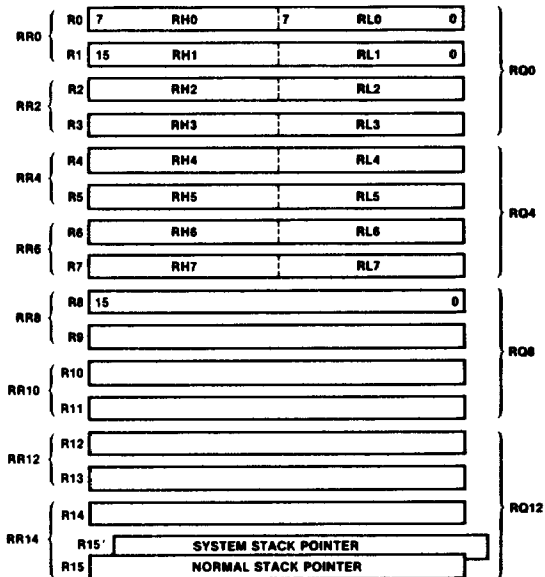 RR0
R0 7 RH0 7 RL0 0
R1 15 RH1 RL1 0
RQ0
RR2
R2 RH2 RL2
R3 RH3 RL3
RR4
R4 RH4 RL4
R5 RH5 RL5
RQ4
RR6
R6 RH6 RL6
R7 RH7 RL7
RR8
R8 15 0
R9
RQ8
RR10
R10
R11
RR12
R12
R13
RQ12
RR14
R14
R15' SYSTEM STACK POINTER
R15 NORMAL STACK POINTER